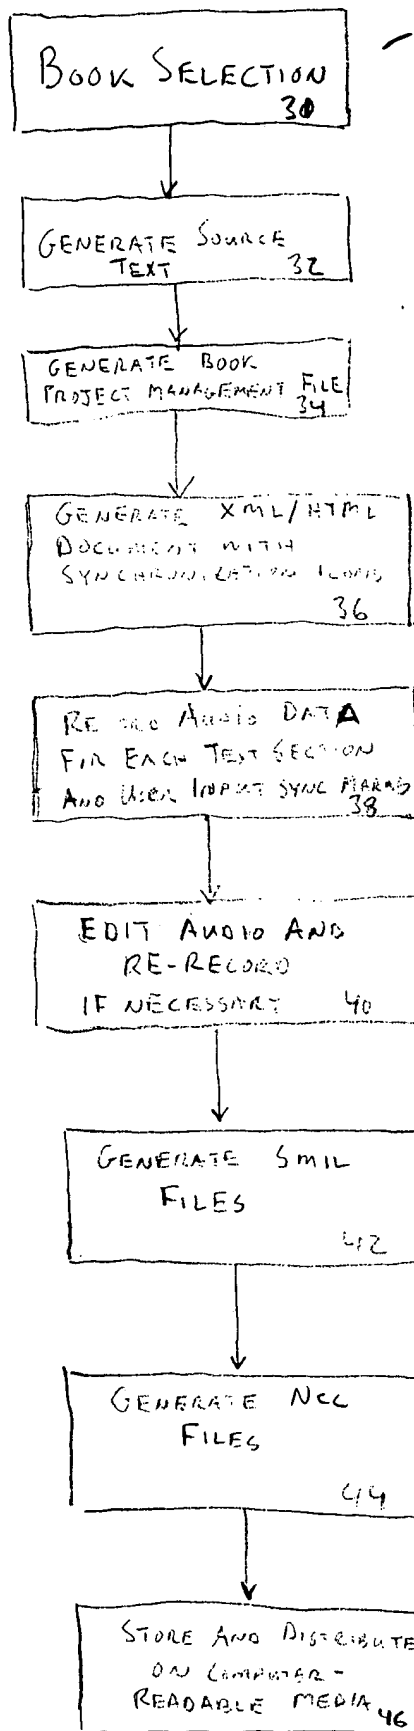 BOOK SELECTION
30
GENERATE SOURCE
TEXT 32
GENERATE BOOK
PROJECT MANAGEMENT FILE
34
GENERATE XML/HTML
DOCUMENT WITH
SYNCHRONIZATION
36
RECORD AUDIO DATA
FOR EACH TEXT SECTION
AND USER INPUT SYNC MARKS
38
EDIT AUDIO AND
RE-RECORD
IF NECESSARY 40
GENERATE SMIL
FILES
42
GENERATE NCC
FILES
44
STORE AND DISTRIBUTE
ON COMPUTER-
READABLE MEDIA 46